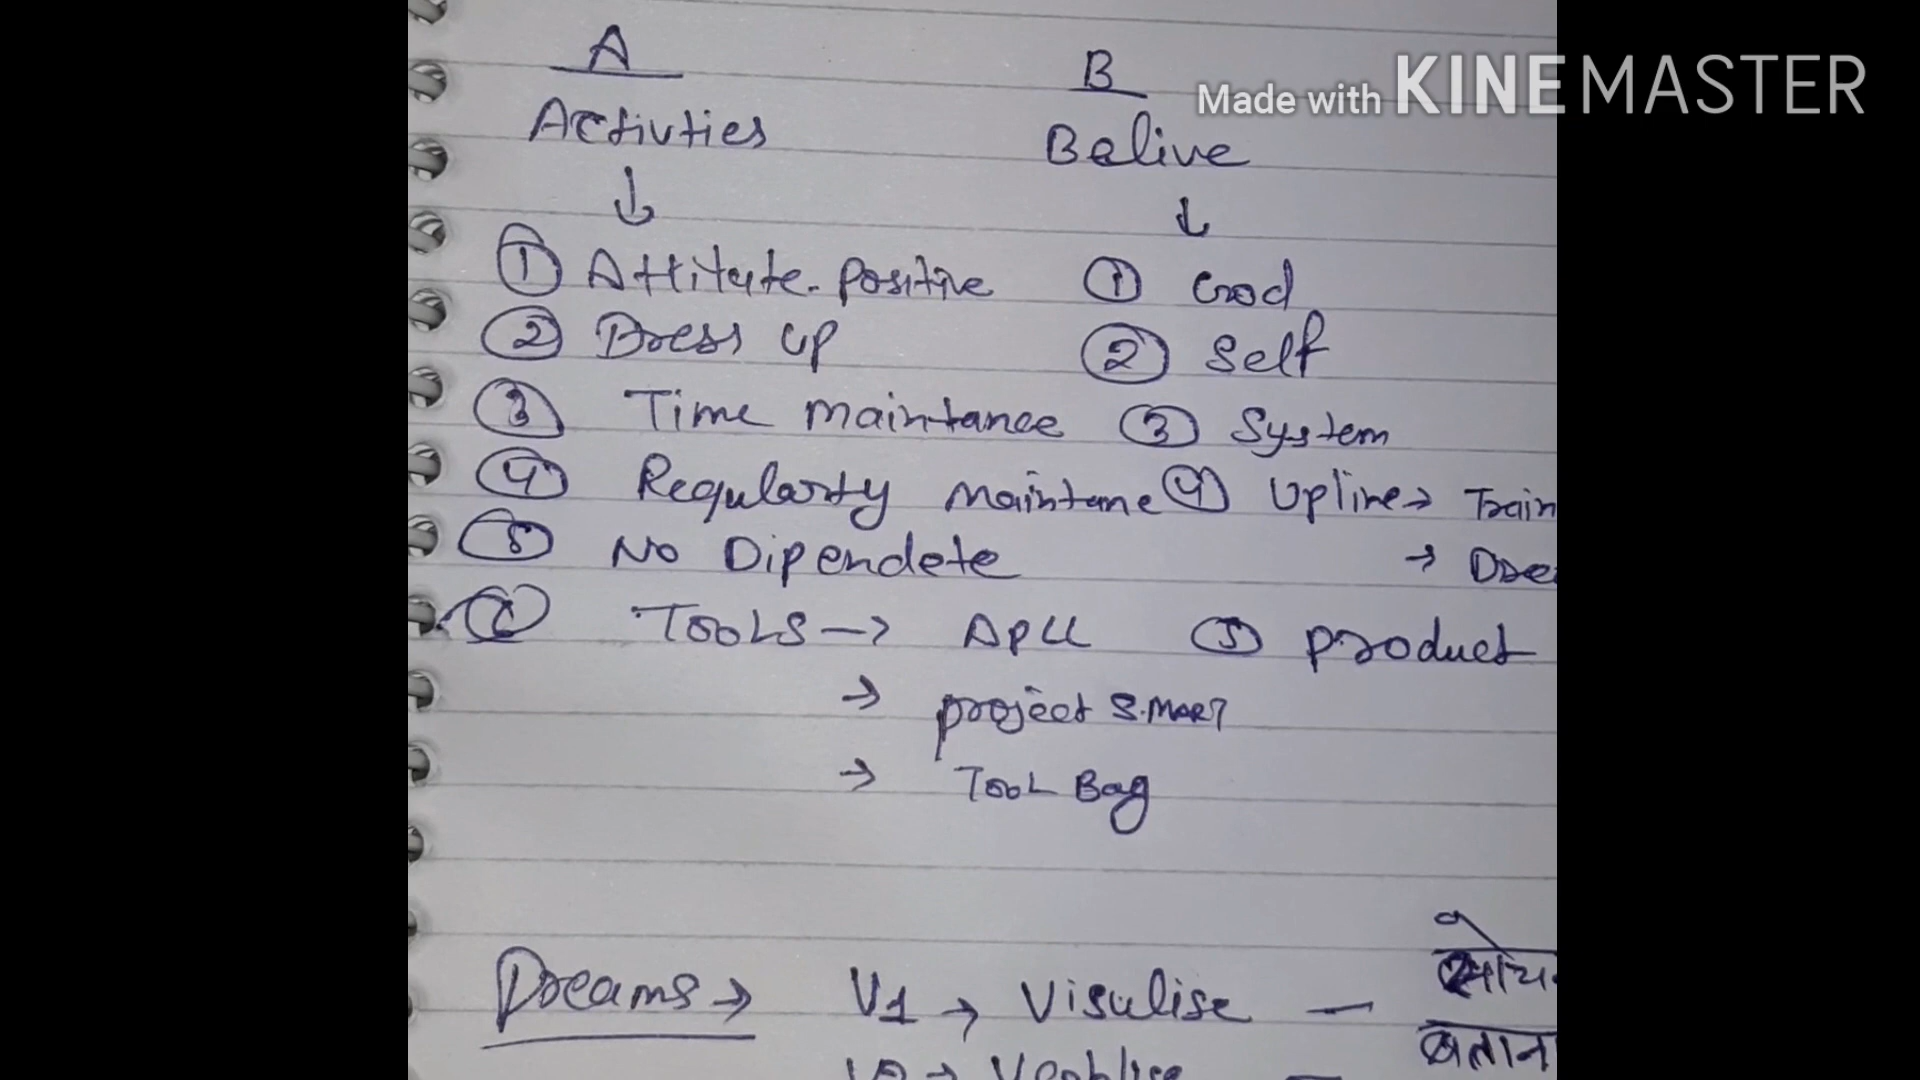 A
B
Made with KINEMASTER
Activties
Belive
↓ ↓
① Attitute - Positive ① God
② Dress up ② Self
③ Time Maintance ③ System
④ Regularty Maintane ④ Upline → Train
⑤ No Dipendete → Drea
⑥ TOOLS → APLL ⑤ Product
→ project S.MART
→ TOOL Bag
Dreams → V1 → Visulise —
बताना